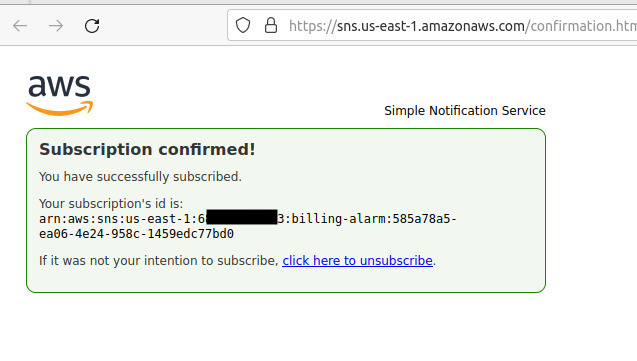 https://sns.us-east-1.amazonaws.com/confirmation.htm
aws
Simple Notification Service
Subscription confirmed!
You have successfully subscribed.
Your subscription's id is:
arn:aws:sns:us-east-1:6 3:billing-alarm:585a78a5-
ea06-4e24-958c-1459edc77bd0
If it was not your intention to subscribe, click here to unsubscribe.